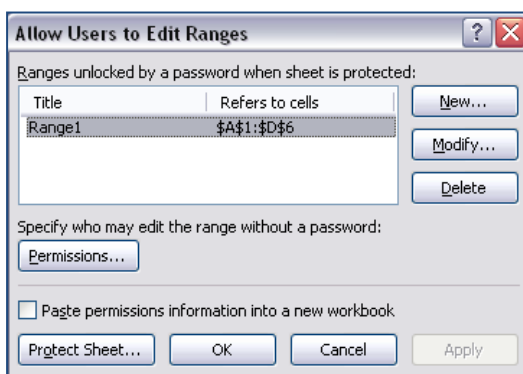 Allow Users to Edit Ranges
Ranges unlocked by a password when sheet is protected:
Title Refers to cells
Range1 $A$1:$D$6
New...
Modify...
Delete
Specify who may edit the range without a password:
Permissions...
Paste permissions information into a new workbook
Protect Sheet... OK Cancel Apply